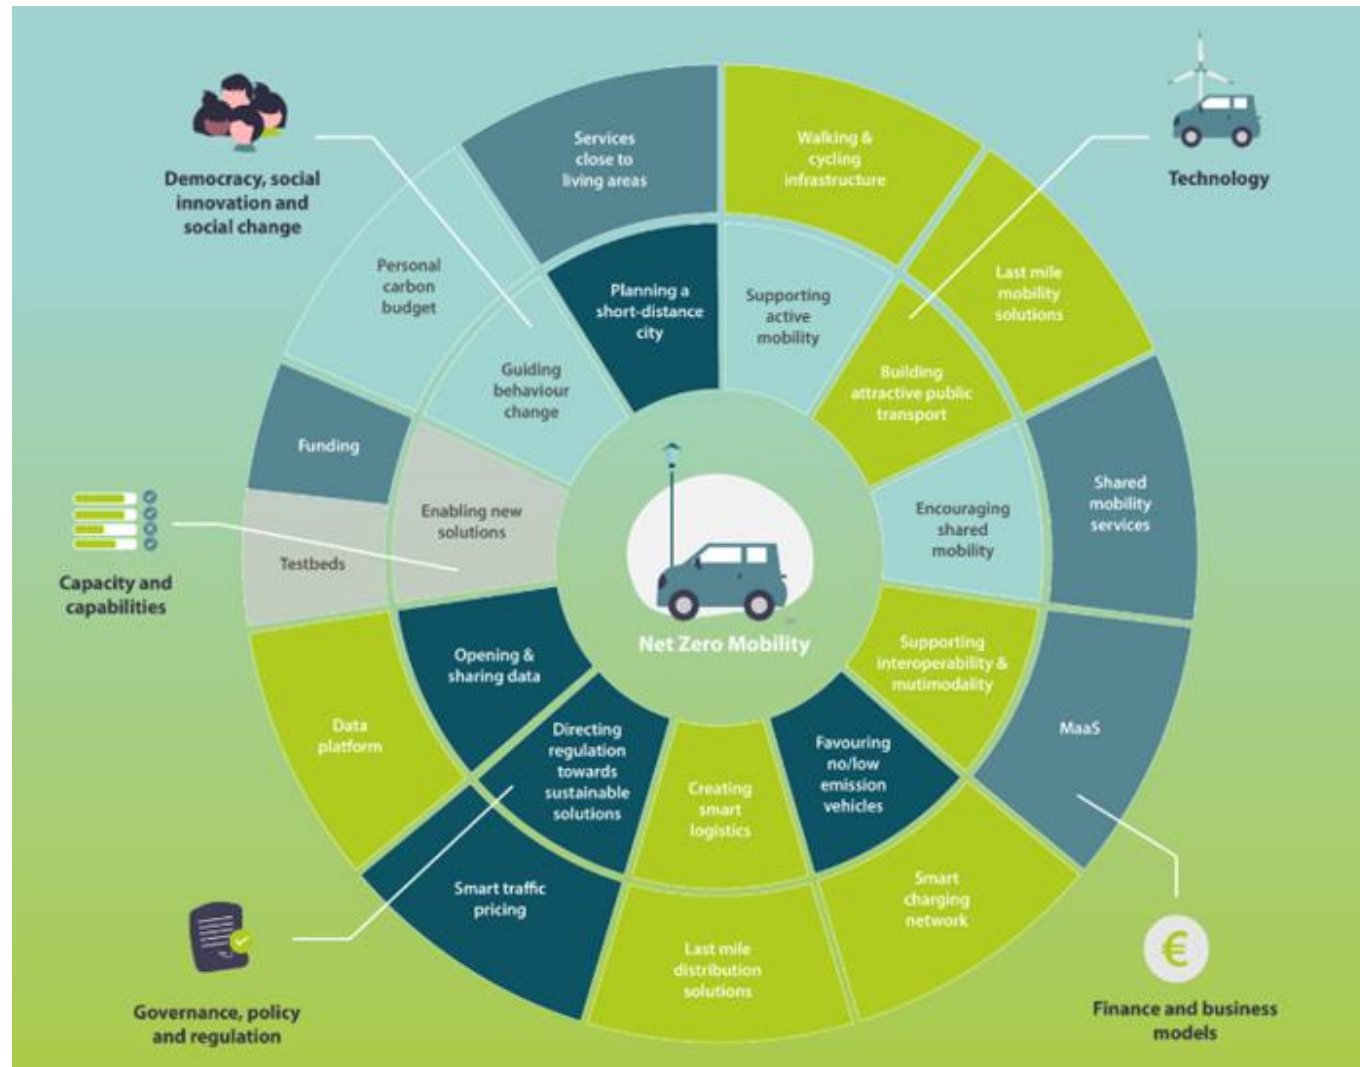 Democracy, social
innovation and
social change
Technology
Services
close to
living areas
Walking &
cycling
infrastructure
Last mile
mobility
solutions
Shared
mobility
services
MaaS
Smart
charging
network
Last mile
distribution
solutions
Smart traffic
pricing
Data
platform
Testbeds
Funding
Personal
carbon
budget
Planning a
short-distance
city
Supporting
active
mobility
Building
attractive public
transport
Encouraging
shared
mobility
Supporting
interoperability &
mutimodality
Favouring
no/low
emission
vehicles
Creating
smart
logistics
Directing
regulation
towards
sustainable
solutions
Opening &
sharing data
Enabling new
solutions
Guiding
behaviour
change
Net Zero Mobility
Capacity and
capabilities
Governance, policy
and regulation
€
Finance and business
models